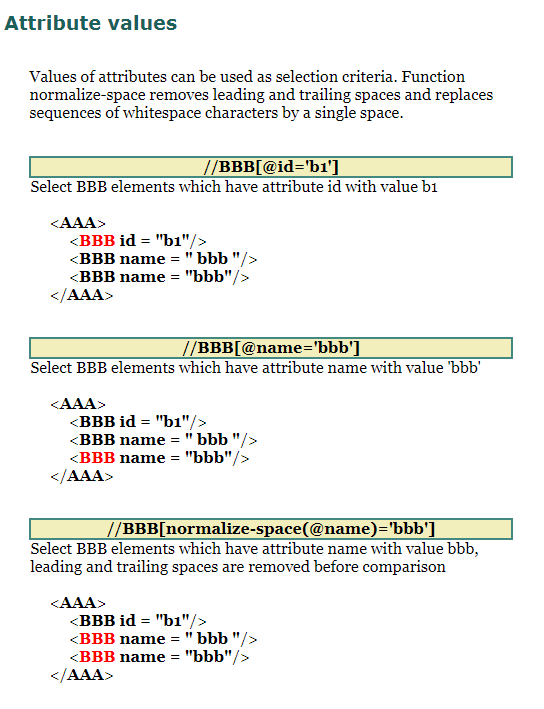 Attribute values
Values of attributes can be used as selection criteria. Function
normalize-space removes leading and trailing spaces and replaces
sequences of whitespace characters by a single space.
//BBB[@id='b1']
Select BBB elements which have attribute id with value b1
<AAA>
<BBB id = "b1"/>
<BBB name = " bbb "/>
<BBB name = "bbb"/>
</AAA>
//BBB[@name='bbb']
Select BBB elements which have attribute name with value 'bbb'
<AAA>
<BBB id = "b1"/>
<BBB name = " bbb "/>
<BBB name = "bbb"/>
</AAA>
//BBB[normalize-space(@name)='bbb']
Select BBB elements which have attribute name with value bbb,
leading and trailing spaces are removed before comparison
<AAA>
<BBB id = "b1"/>
<BBB name = " bbb "/>
<BBB name = "bbb"/>
</AAA>